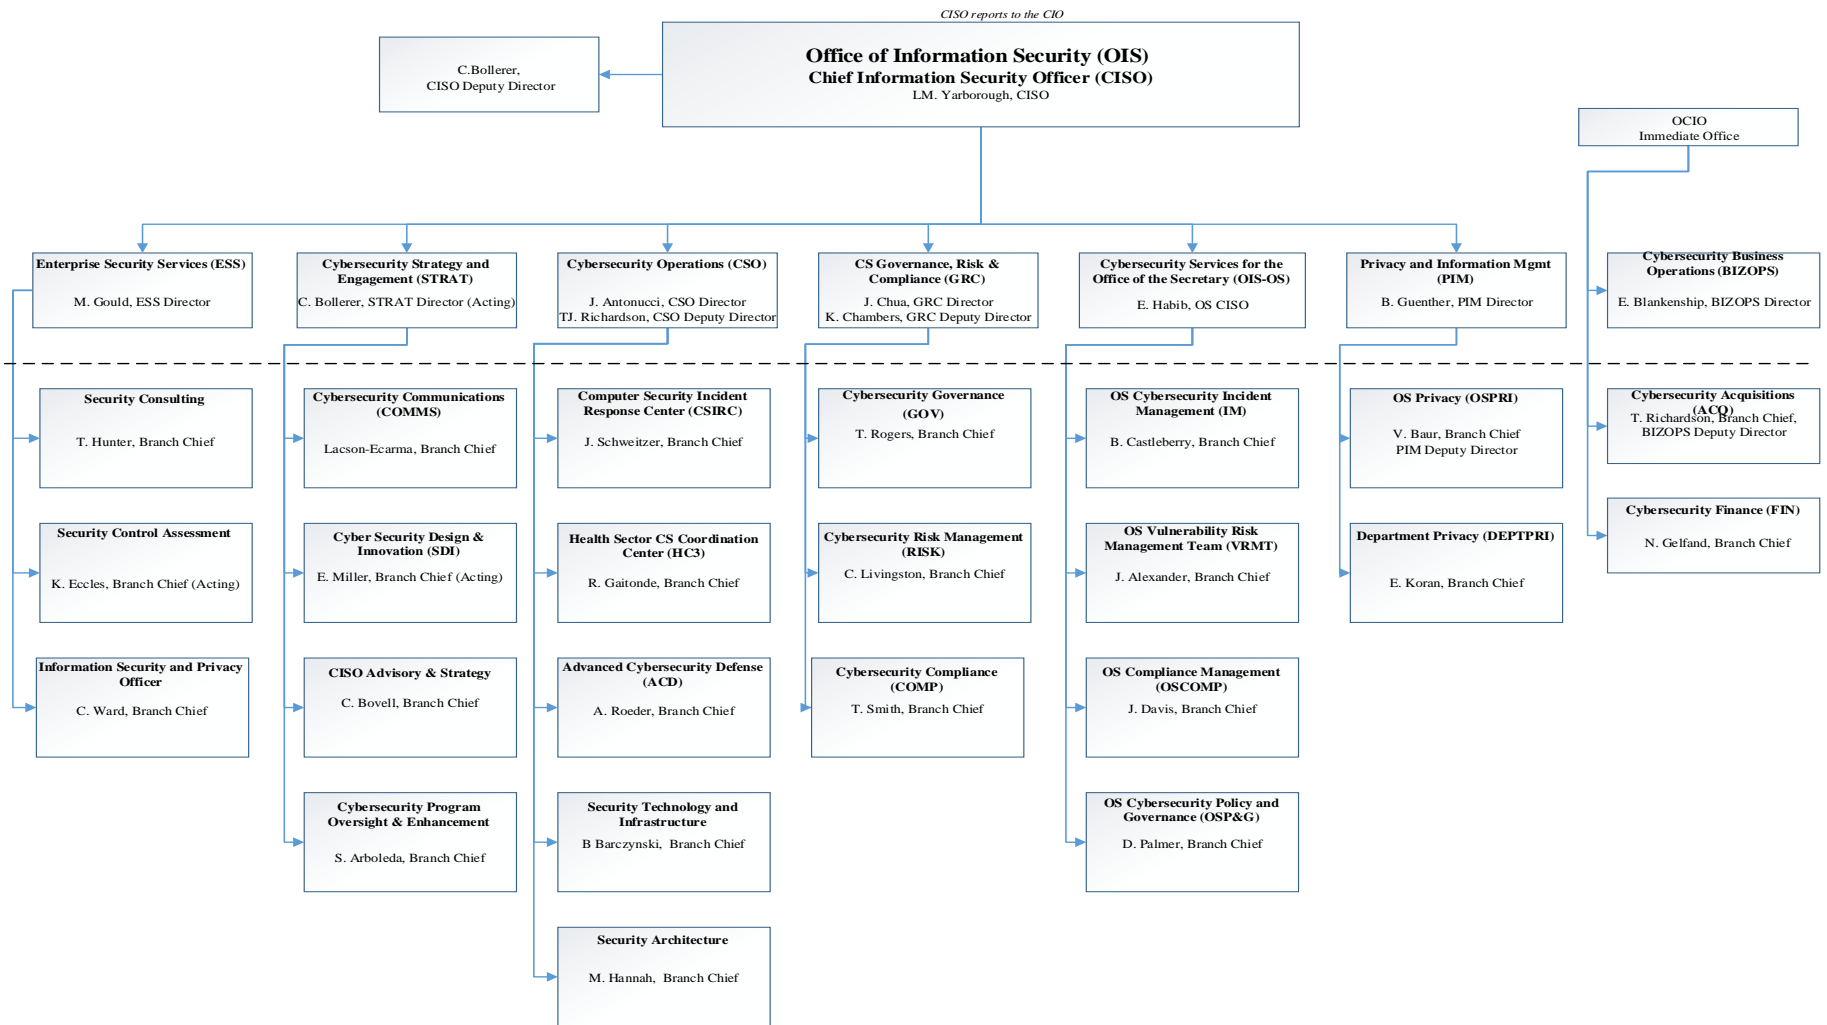 CISO reports to the CIO
Office of Information Security (OIS)
Chief Information Security Officer (CISO)
LM. Yarborough, CISO
C.Bollerer,
CISO Deputy Director
OCIO
Immediate Office
Enterprise Security Services (ESS)
M. Gould, ESS Director
Cybersecurity Strategy and
Engagement (STRAT)
C. Bollerer, STRAT Director (Acting)
Cybersecurity Operations (CSO)
J. Antonucci, CSO Director
TJ. Richardson, CSO Deputy Director
CS Governance, Risk &
Compliance (GRC)
J. Chua, GRC Director
K. Chambers, GRC Deputy Director
Cybersecurity Services for the
Office of the Secretary (OIS-OS)
E. Habib, OS CISO
Privacy and Information Mgmt
(PIM)
B. Guenther, PIM Director
Cybersecurity Business
Operations (BIZOPS)
E. Blankenship, BIZOPS Director
Security Consulting
T. Hunter, Branch Chief
Cybersecurity Communications
(COMMS)
Lacson-Ecarma, Branch Chief
Computer Security Incident
Response Center (CSIRC)
J. Schweitzer, Branch Chief
Cybersecurity Governance
(GOV)
T. Rogers, Branch Chief
OS Cybersecurity Incident
Management (IM)
B. Castleberry, Branch Chief
OS Privacy (OSPRI)
V. Baur, Branch Chief
PIM Deputy Director
Cybersecurity Acquisitions
(ACQ)
T. Richardson, Branch Chief,
BIZOPS Deputy Director
Security Control Assessment
K. Eccles, Branch Chief (Acting)
Cyber Security Design &
Innovation (SDI)
E. Miller, Branch Chief (Acting)
Health Sector CS Coordination
Center (HC3)
R. Gaitonde, Branch Chief
Cybersecurity Risk Management
(RISK)
C. Livingston, Branch Chief
OS Vulnerability Risk
Management Team (VRMT)
J. Alexander, Branch Chief
Department Privacy (DEPTPRI)
E. Koran, Branch Chief
Cybersecurity Finance (FIN)
N. Gelfand, Branch Chief
Information Security and Privacy
Officer
C. Ward, Branch Chief
CISO Advisory & Strategy
C. Bovell, Branch Chief
Advanced Cybersecurity Defense
(ACD)
A. Roeder, Branch Chief
Cybersecurity Compliance
(COMP)
T. Smith, Branch Chief
OS Compliance Management
(OSCOMP)
J. Davis, Branch Chief
Cybersecurity Program
Oversight & Enhancement
S. Arboleda, Branch Chief
Security Technology and
Infrastructure
B Barczynski, Branch Chief
OS Cybersecurity Policy and
Governance (OSP&G)
D. Palmer, Branch Chief
Security Architecture
M. Hannah, Branch Chief